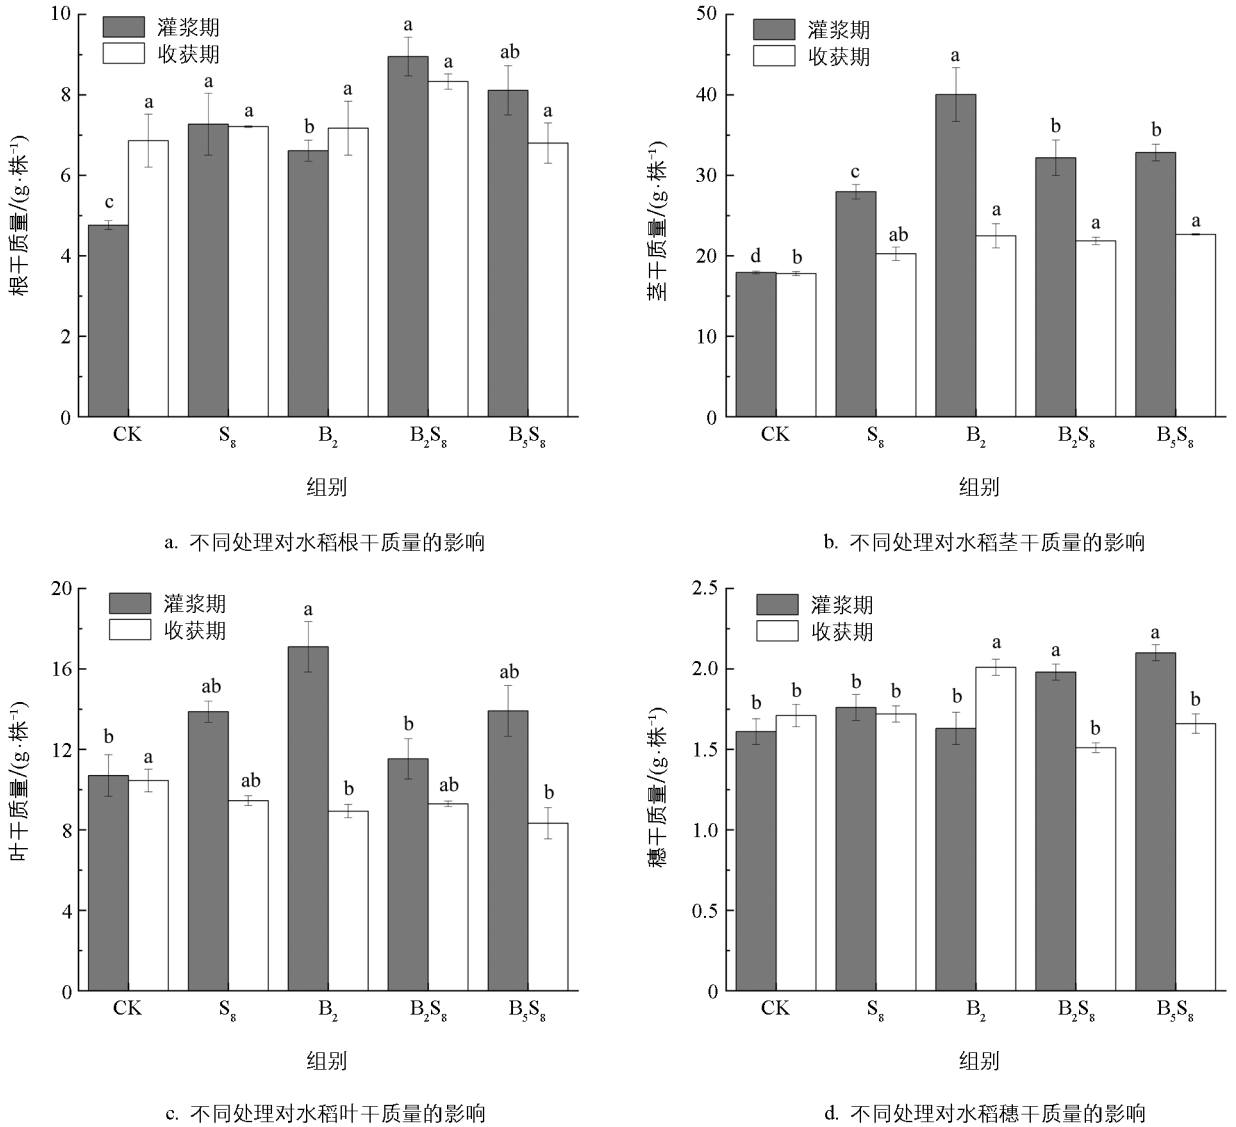 根干质量/(g·株⁻¹)
10
8
6
4
2
0
灌浆期
收获期
c
a
a
a
b
a
a
a
ab
a
CK
S₈
B₂
B₂S₈
B₅S₈
组别
a. 不同处理对水稻根干质量的影响
茎干质量/(g·株⁻¹)
50
40
30
20
10
0
灌浆期
收获期
d
b
c
ab
a
a
b
a
b
a
CK
S₈
B₂
B₂S₈
B₅S₈
组别
b. 不同处理对水稻茎干质量的影响
叶干质量/(g·株⁻¹)
20
16
12
8
4
0
灌浆期
收获期
b
a
ab
ab
a
b
b
ab
ab
b
CK
S₈
B₂
B₂S₈
B₅S₈
组别
c. 不同处理对水稻叶干质量的影响
穗干质量/(g·株⁻¹)
2.5
2.0
1.5
1.0
0.5
0
灌浆期
收获期
b
b
b
b
b
a
a
b
a
b
CK
S₈
B₂
B₂S₈
B₅S₈
组别
d. 不同处理对水稻穗干质量的影响